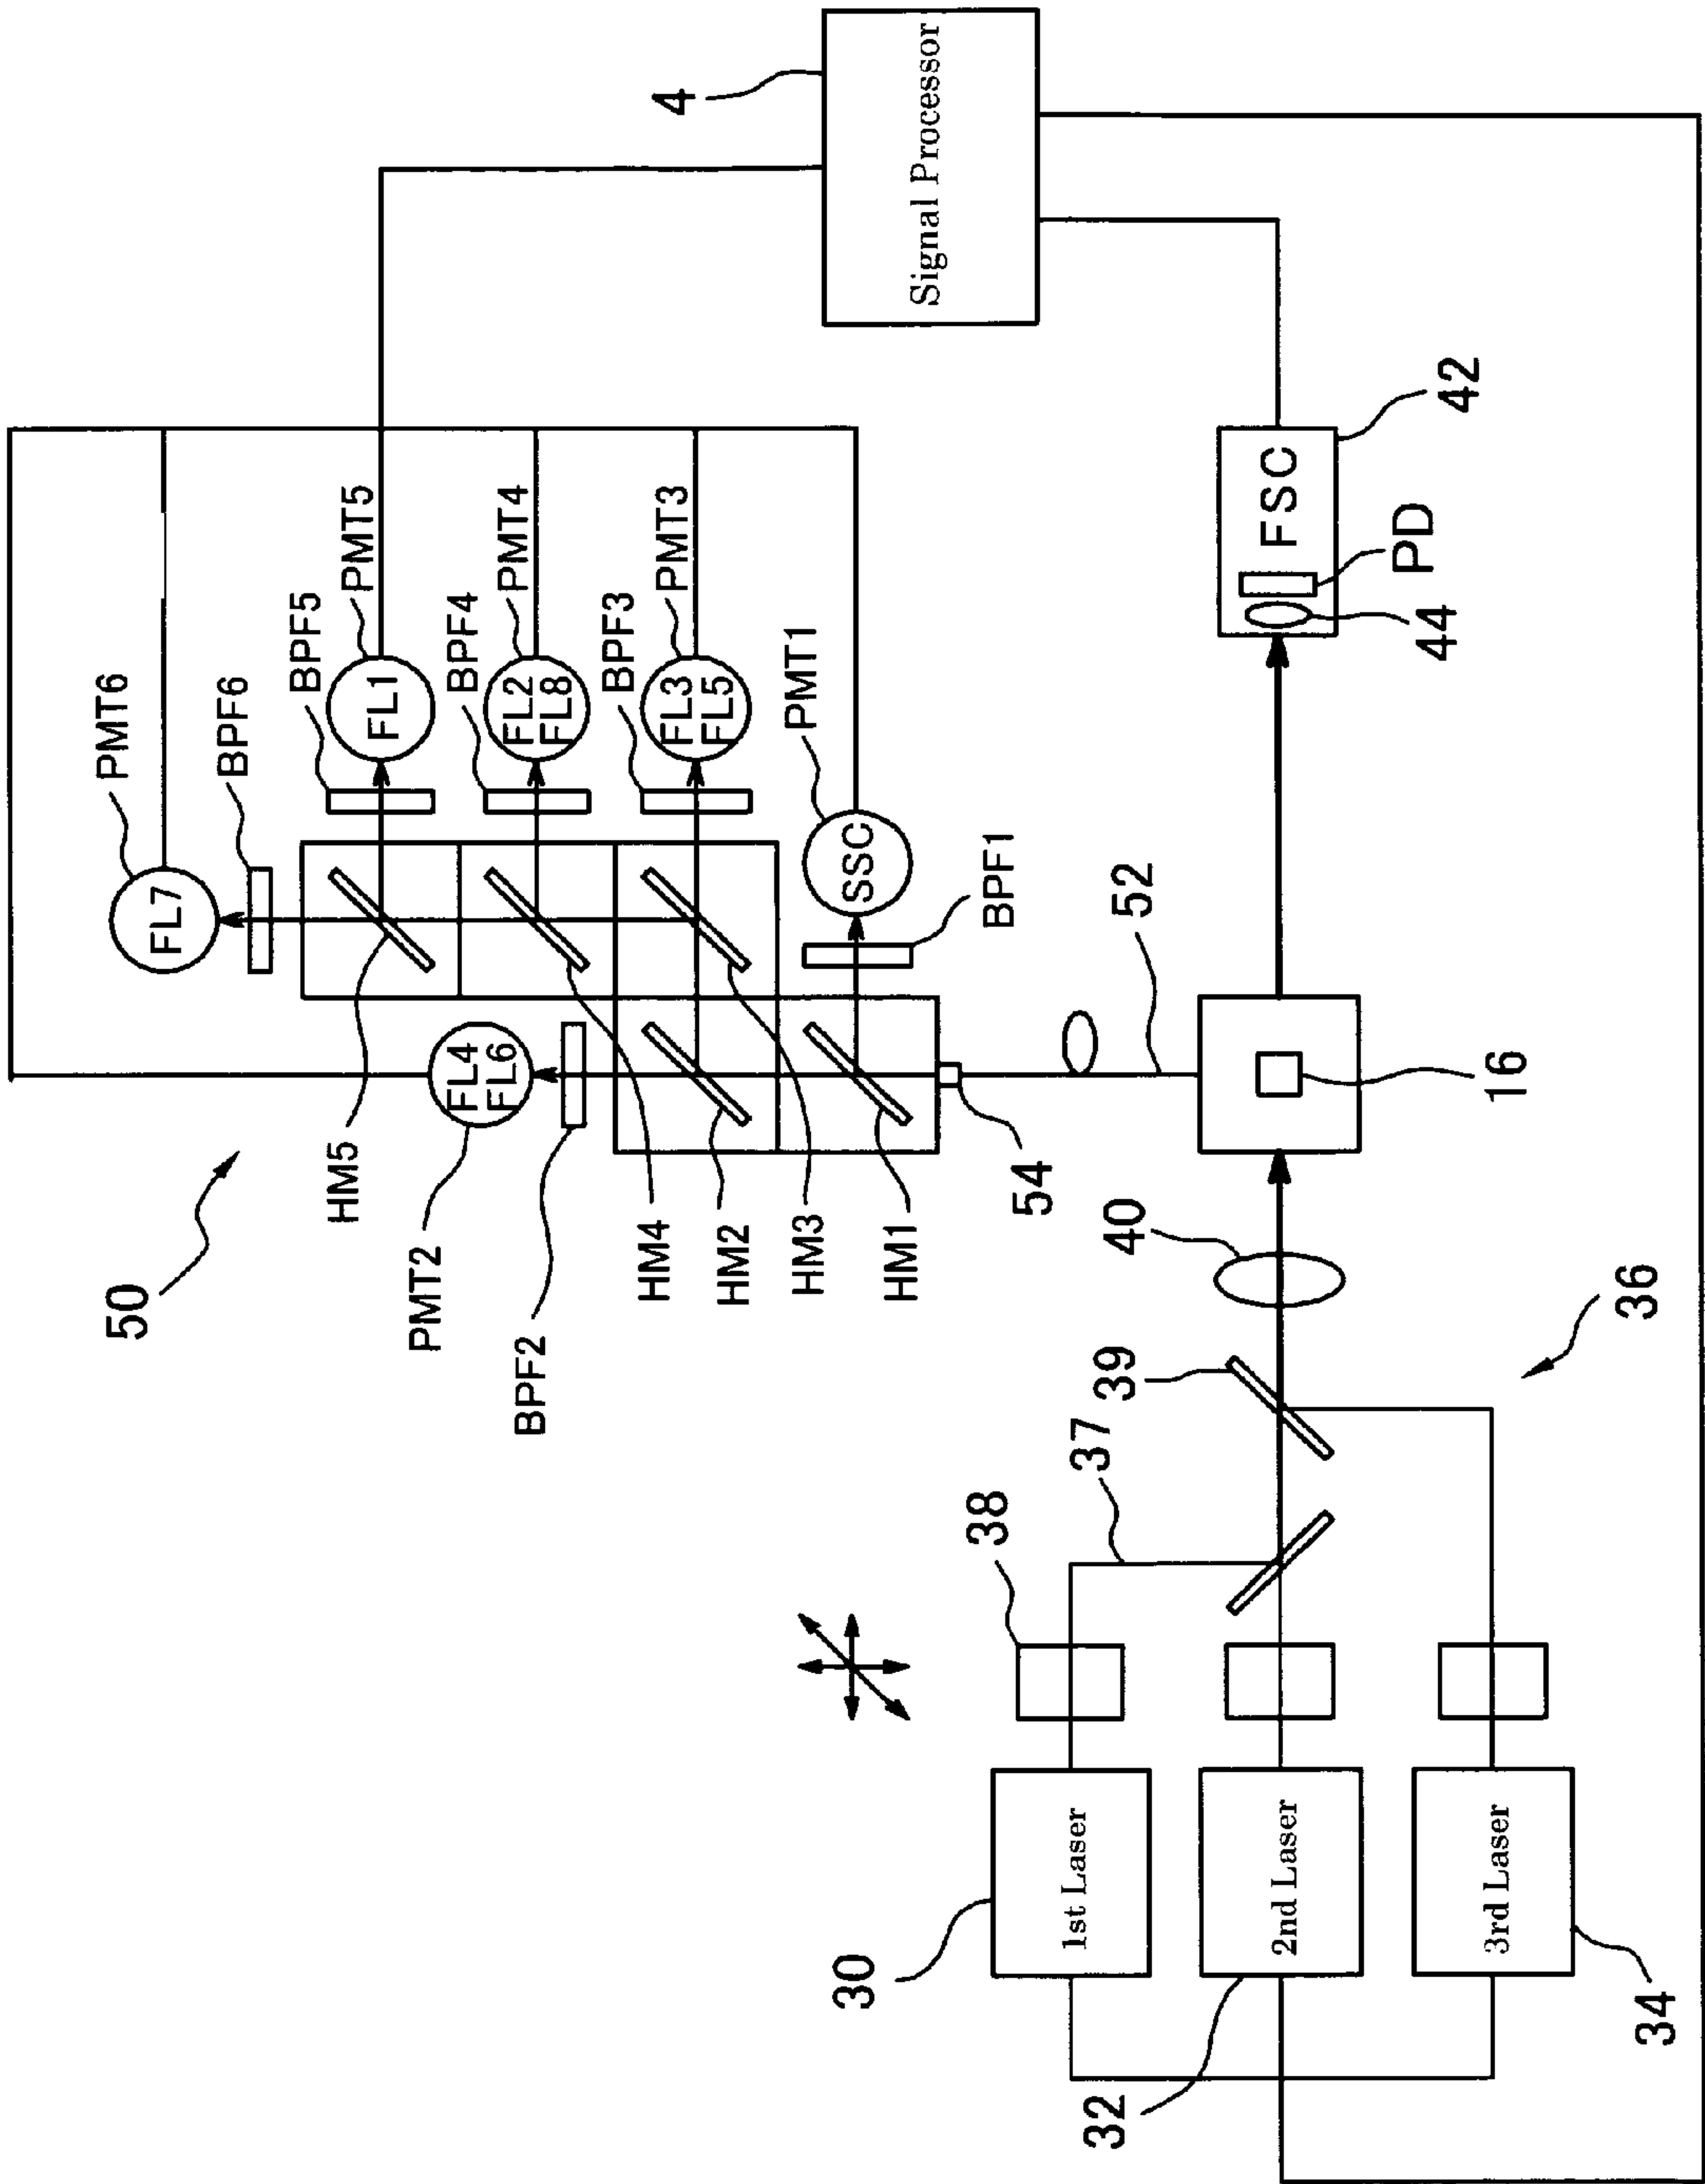 50
PMT6
FL7
BPF6
BPF5
HM5
PMT5
FL1
PMT2
BPF4
FL4
FL6
PMT4
FL2
FL8
BPF2
BPF3
HM4
PMT3
4
FL3
FL5
HM2
HM3
PMT1
SSC
HM1
Signal Processor
30
38
BPF1
54
1st Laser
32
37
39
40
52
2nd Laser
FSC
PD
44
42
3rd Laser
16
34
36